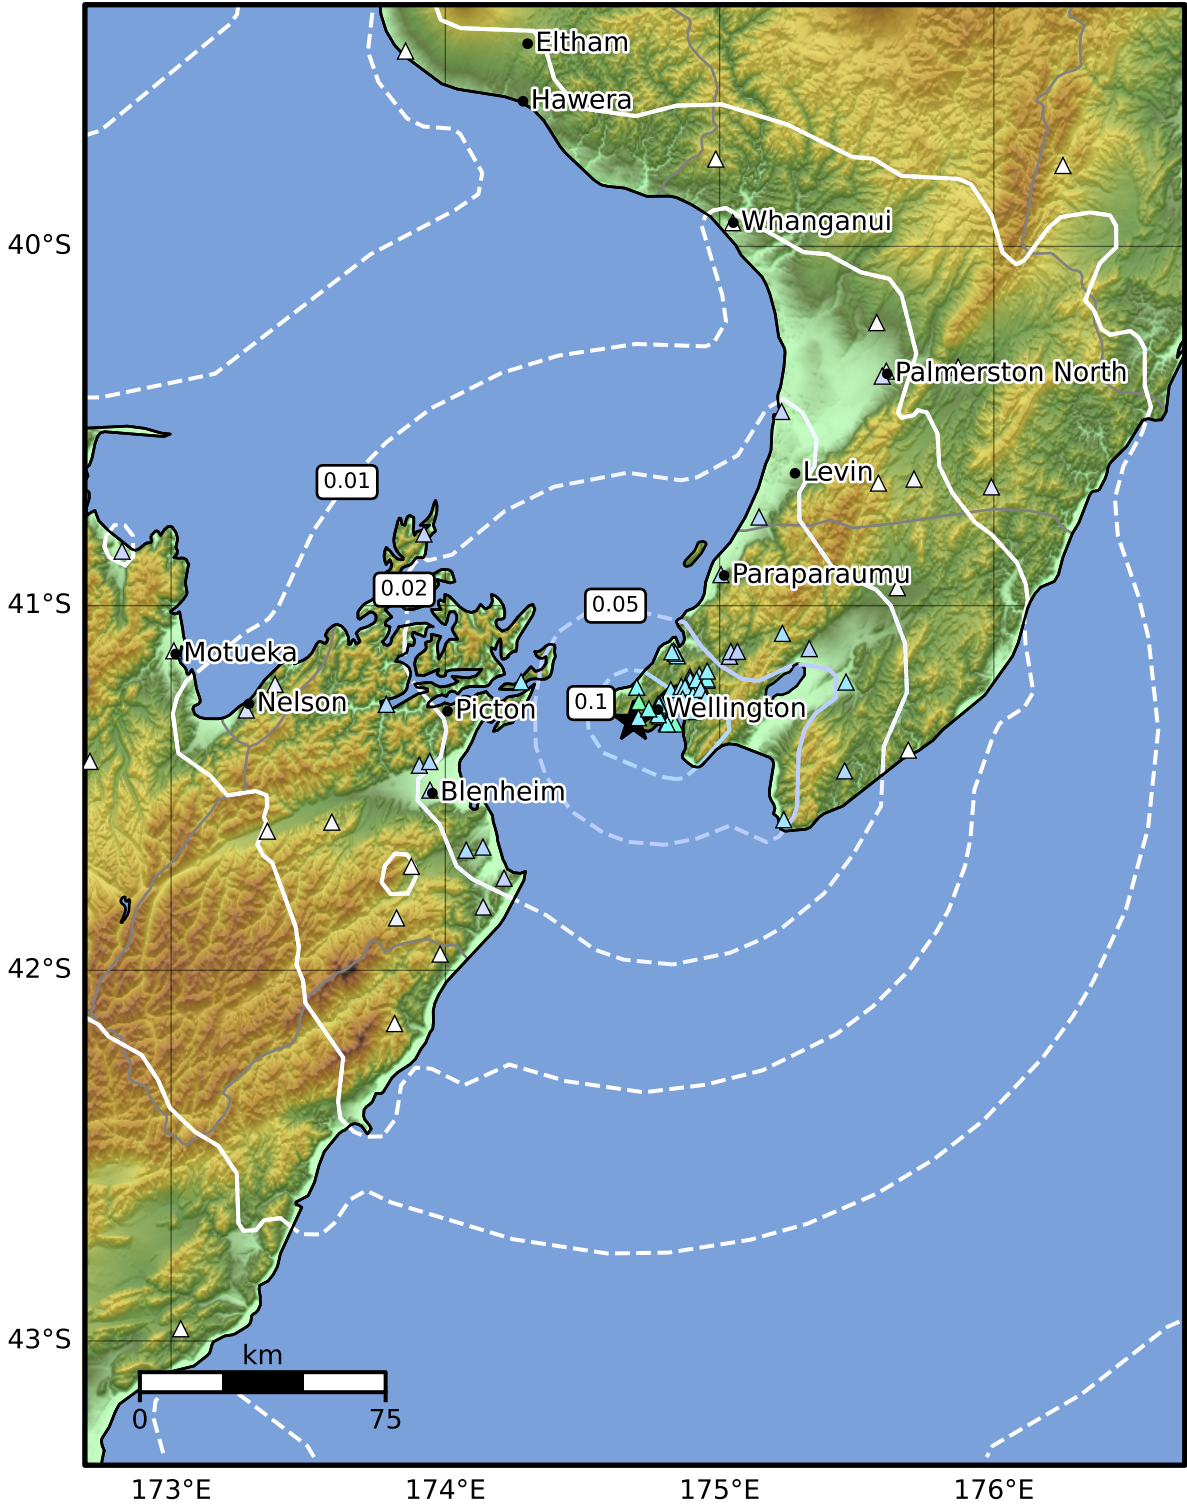 Eltham
Hawera
Whanganui
40°S
Palmerston North
Levin
0.01
0.02
Paraparaumu
41°S
0.05
Motueka
Nelson
Picton
0.1
Wellington
Blenheim
42°S
43°S
km
0
75
173°E
174°E
175°E
176°E